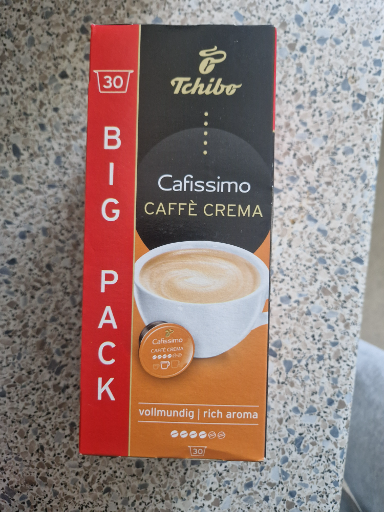 30
BIG PACK
Tchibo
Cafissimo
CAFFÈ CREMA
Cafissimo
CAFFÈ CREMA
vollmundig | rich aroma
30